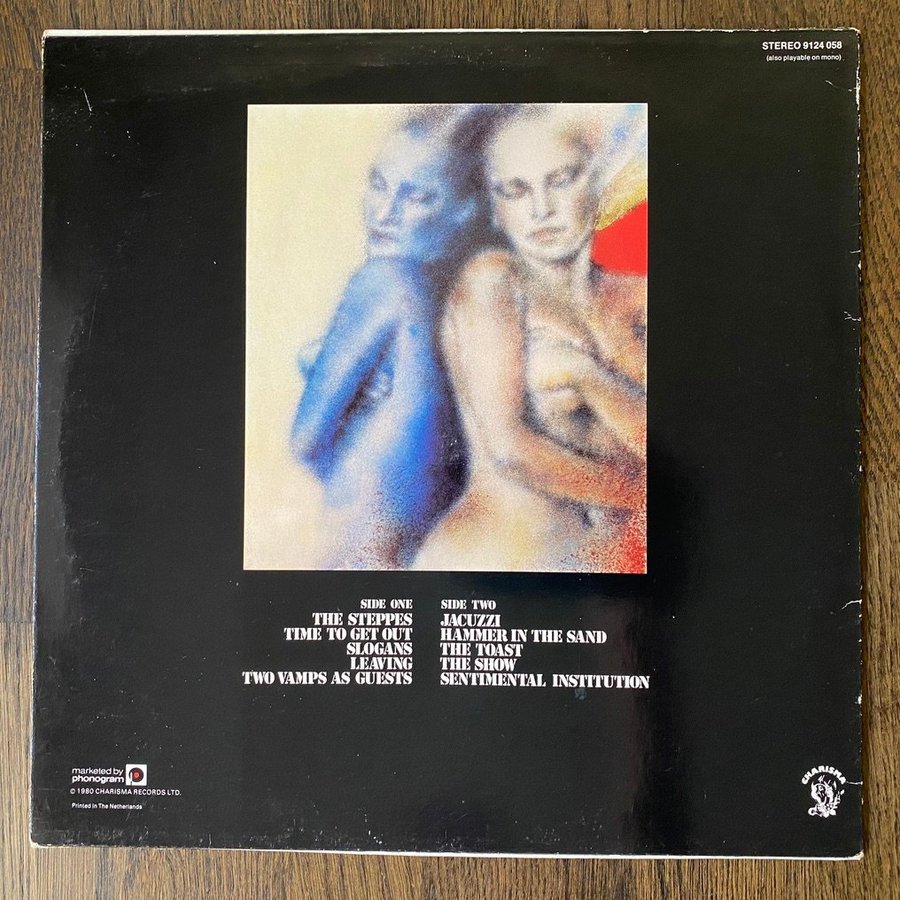 STEREO 9124 058
(also playable on mono)
SIDE ONE
THE STEPPES
TIME TO GET OUT
SLOGANS
LEAVING
TWO VAMPS AS GUESTS
SIDE TWO
JACUZZI
HAMMER IN THE SAND
THE TOAST
THE SHOW
SENTIMENTAL INSTITUTION
marketed by
phonogram
© 1980 CHARISMA RECORDS LTD.
Printed in The Netherlands
CHARISMA